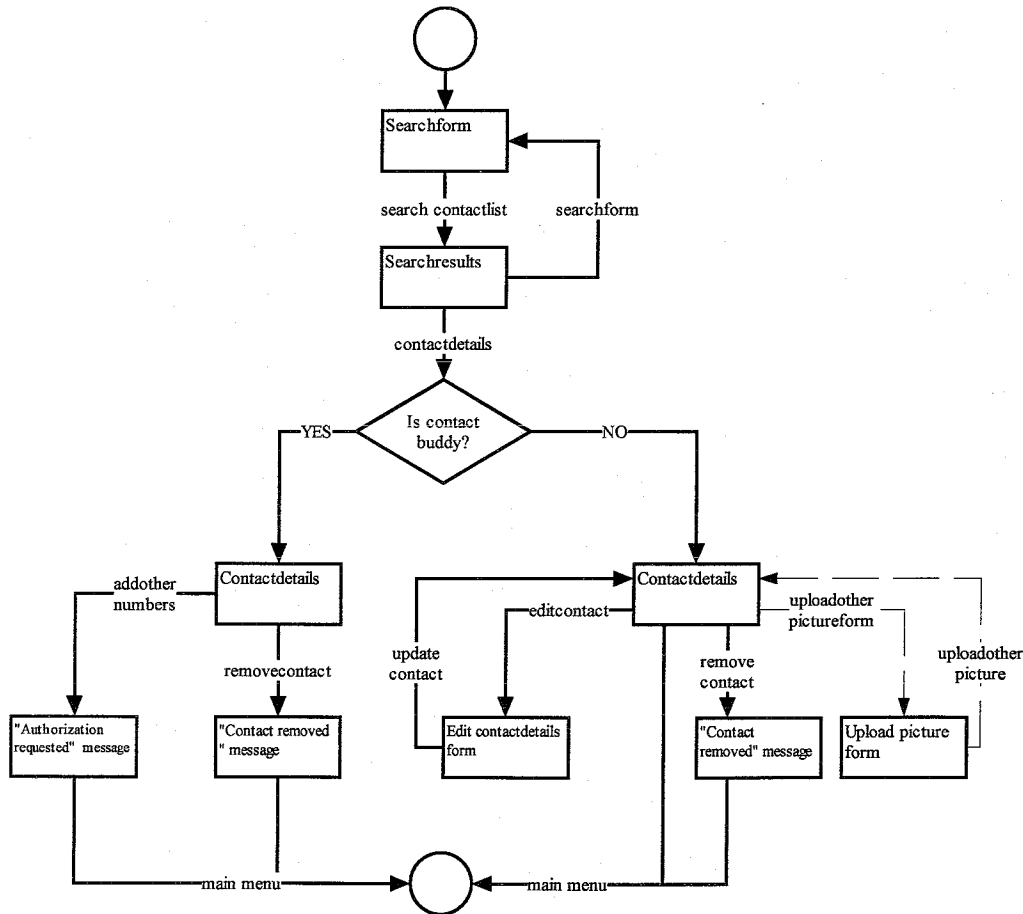 Searchform
search contactlist
searchform
Searchresults
contactdetails
Is contact
buddy?
YES
NO
Contactdetails
Contactdetails
addother
numbers
editcontact
uploadother
pictureform
removecontact
update
contact
remove
contact
uploadother
picture
"Authorization
requested" message
"Contact removed
" message
Edit contactdetails
form
"Contact
removed" message
Upload picture
form
main menu
main menu